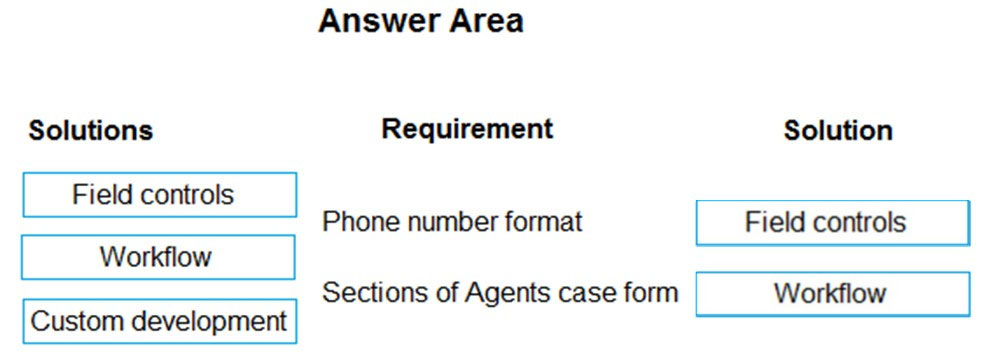 Answer Area
Solutions
Requirement
Solution
Field controls
Phone number format
Field controls
Workflow
Sections of Agents case form
Workflow
Custom development